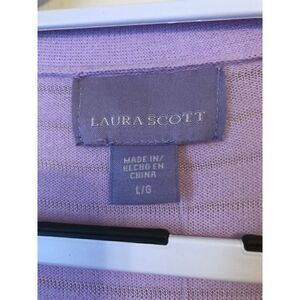 LAURA SCOTT
MADE IN/
HECHO EN
CHINA
L/G